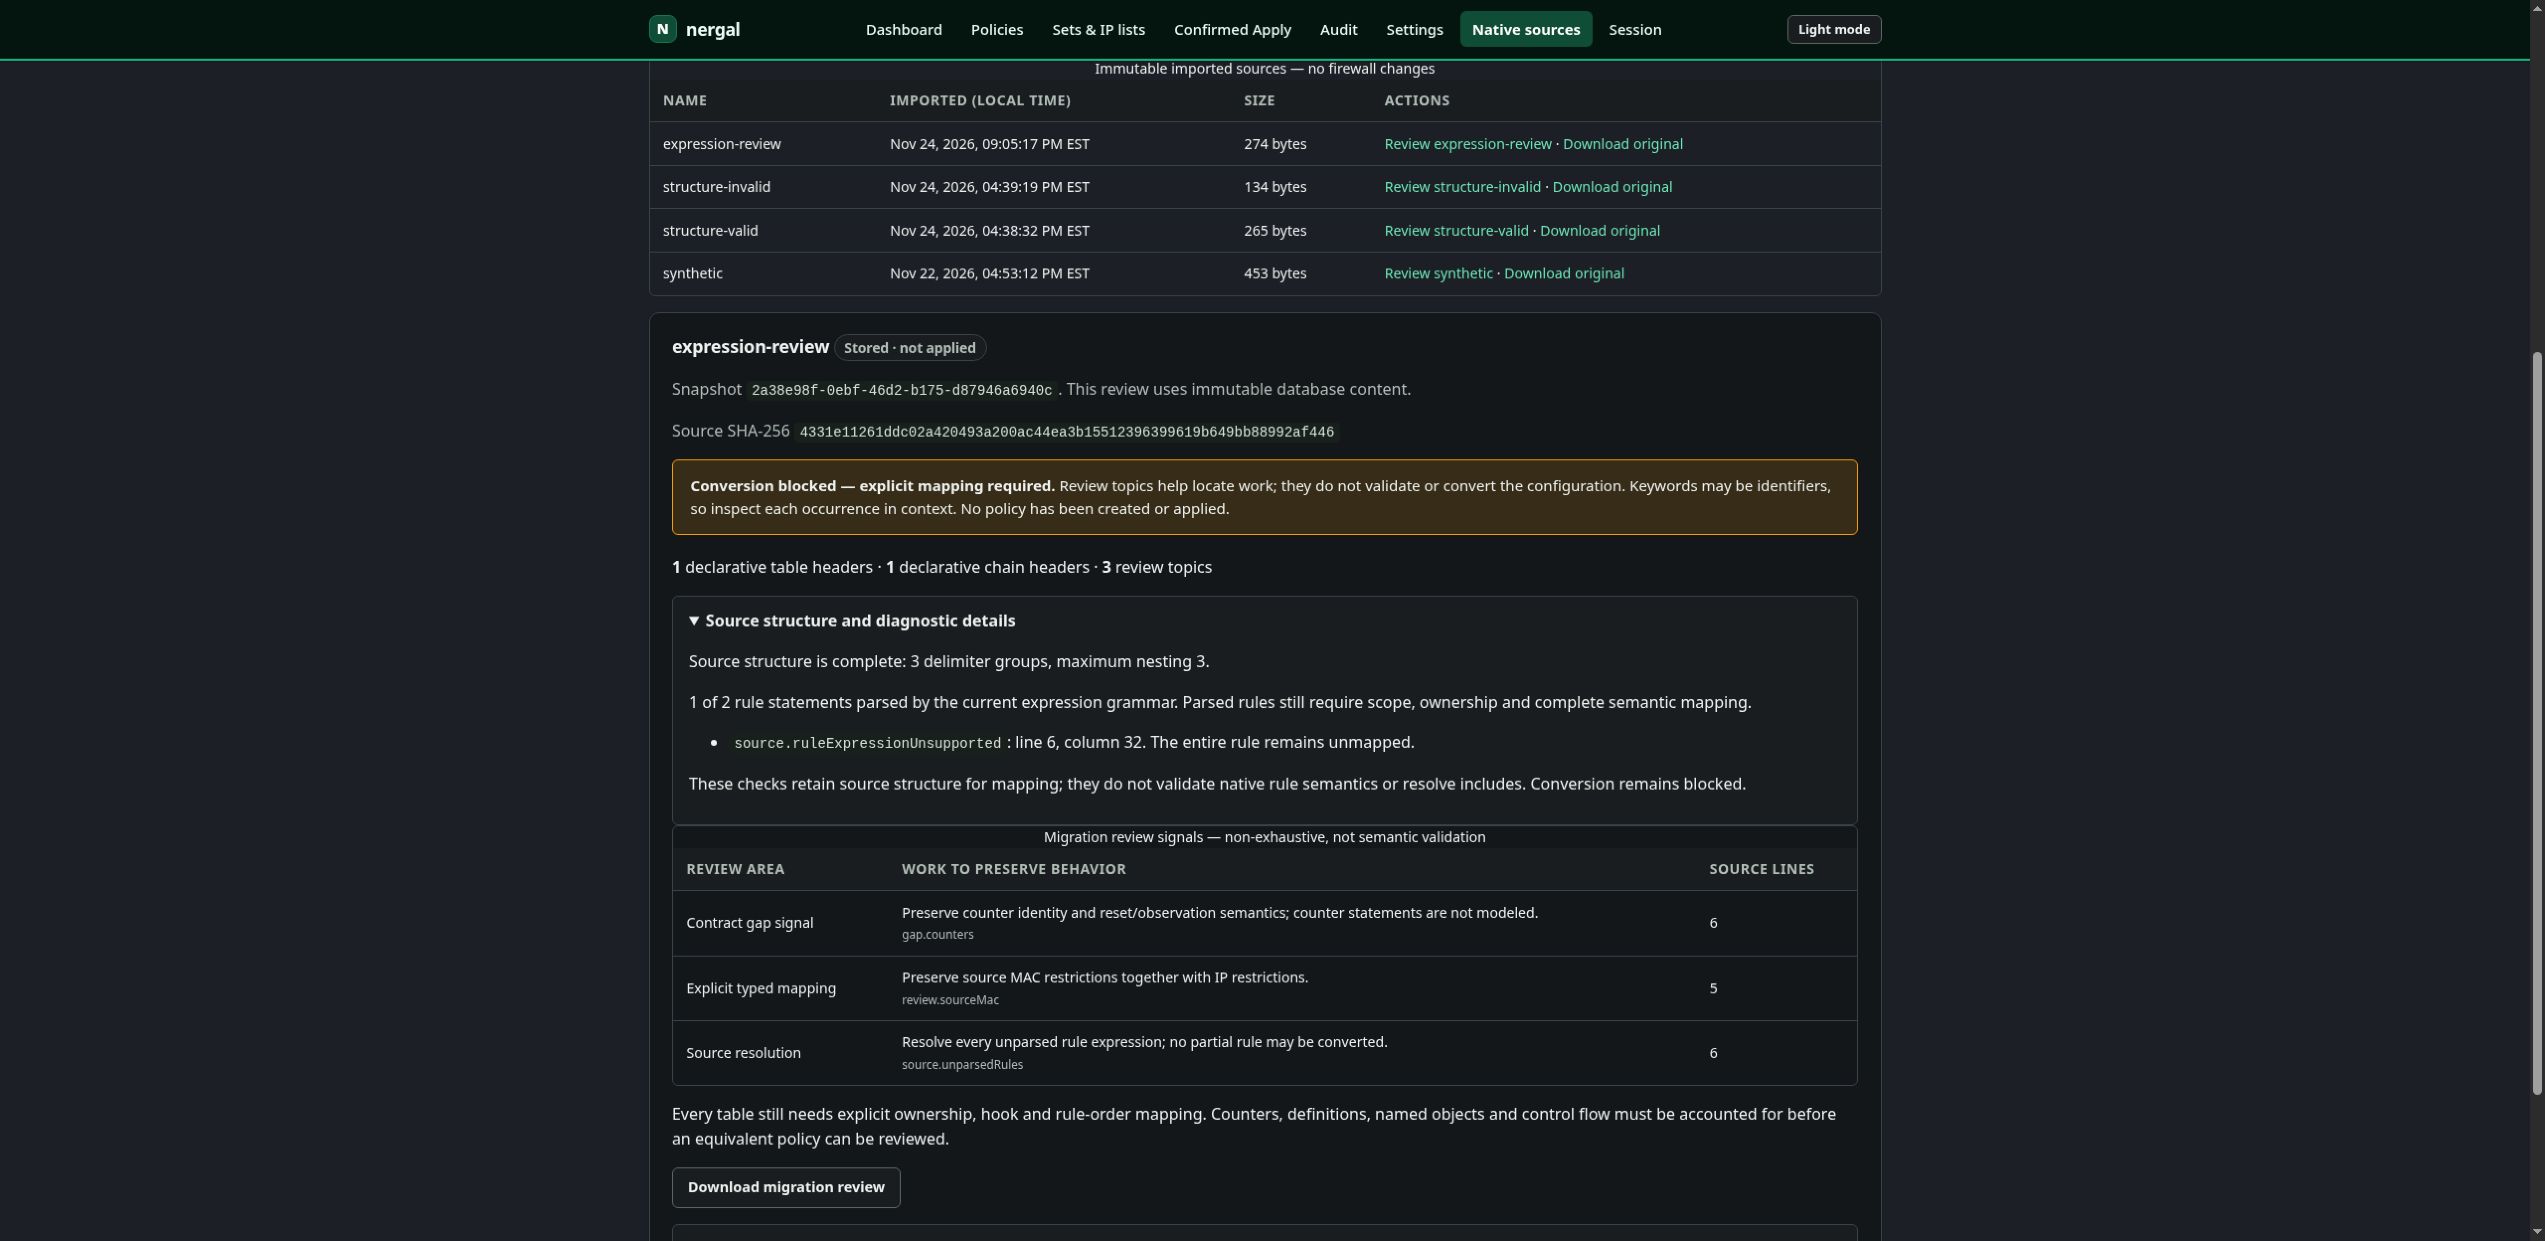 N nergal Dashboard Policies Sets & IP lists Confirmed Apply Audit Settings Native sources Session Light mode
Immutable imported sources — no firewall changes
NAME IMPORTED (LOCAL TIME) SIZE ACTIONS
expression-review Nov 24, 2026, 09:05:17 PM EST 274 bytes Review expression-review · Download original
structure-invalid Nov 24, 2026, 04:39:19 PM EST 134 bytes Review structure-invalid · Download original
structure-valid Nov 24, 2026, 04:38:32 PM EST 265 bytes Review structure-valid · Download original
synthetic Nov 22, 2026, 04:53:12 PM EST 453 bytes Review synthetic · Download original
expression-review Stored · not applied
Snapshot 2a38e98f-0ebf-46d2-b175-d87946a6940c. This review uses immutable database content.
Source SHA-256 4331e11261ddc02a420493a200ac44ea3b15512396399619b649bb88992af446
Conversion blocked — explicit mapping required. Review topics help locate work; they do not validate or convert the configuration. Keywords may be identifiers,
so inspect each occurrence in context. No policy has been created or applied.
1 declarative table headers · 1 declarative chain headers · 3 review topics
▼ Source structure and diagnostic details
Source structure is complete: 3 delimiter groups, maximum nesting 3.
1 of 2 rule statements parsed by the current expression grammar. Parsed rules still require scope, ownership and complete semantic mapping.
• source.ruleExpressionUnsupported : line 6, column 32. The entire rule remains unmapped.
These checks retain source structure for mapping; they do not validate native rule semantics or resolve includes. Conversion remains blocked.
Migration review signals — non-exhaustive, not semantic validation
REVIEW AREA WORK TO PRESERVE BEHAVIOR SOURCE LINES
Contract gap signal Preserve counter identity and reset/observation semantics; counter statements are not modeled. 6
gap.counters
Explicit typed mapping Preserve source MAC restrictions together with IP restrictions. 5
review.sourceMac
Source resolution Resolve every unparsed rule expression; no partial rule may be converted. 6
source.unparsedRules
Every table still needs explicit ownership, hook and rule-order mapping. Counters, definitions, named objects and control flow must be accounted for before
an equivalent policy can be reviewed.
Download migration review